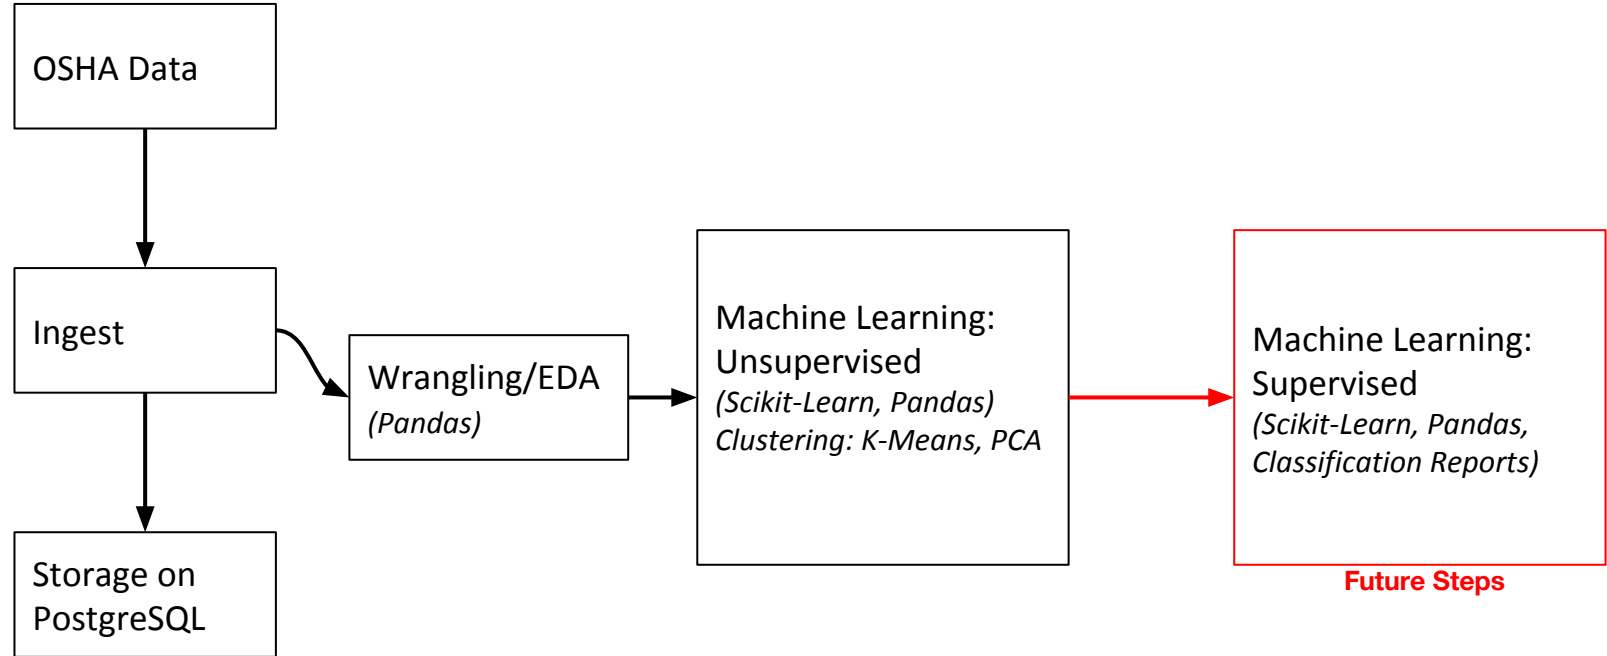 OSHA Data
Ingest
Storage on
PostgreSQL
Wrangling/EDA
(Pandas)
Machine Learning:
Unsupervised
(Scikit-Learn, Pandas)
Clustering: K-Means, PCA
Machine Learning:
Supervised
(Scikit-Learn, Pandas,
Classification Reports)
Future Steps